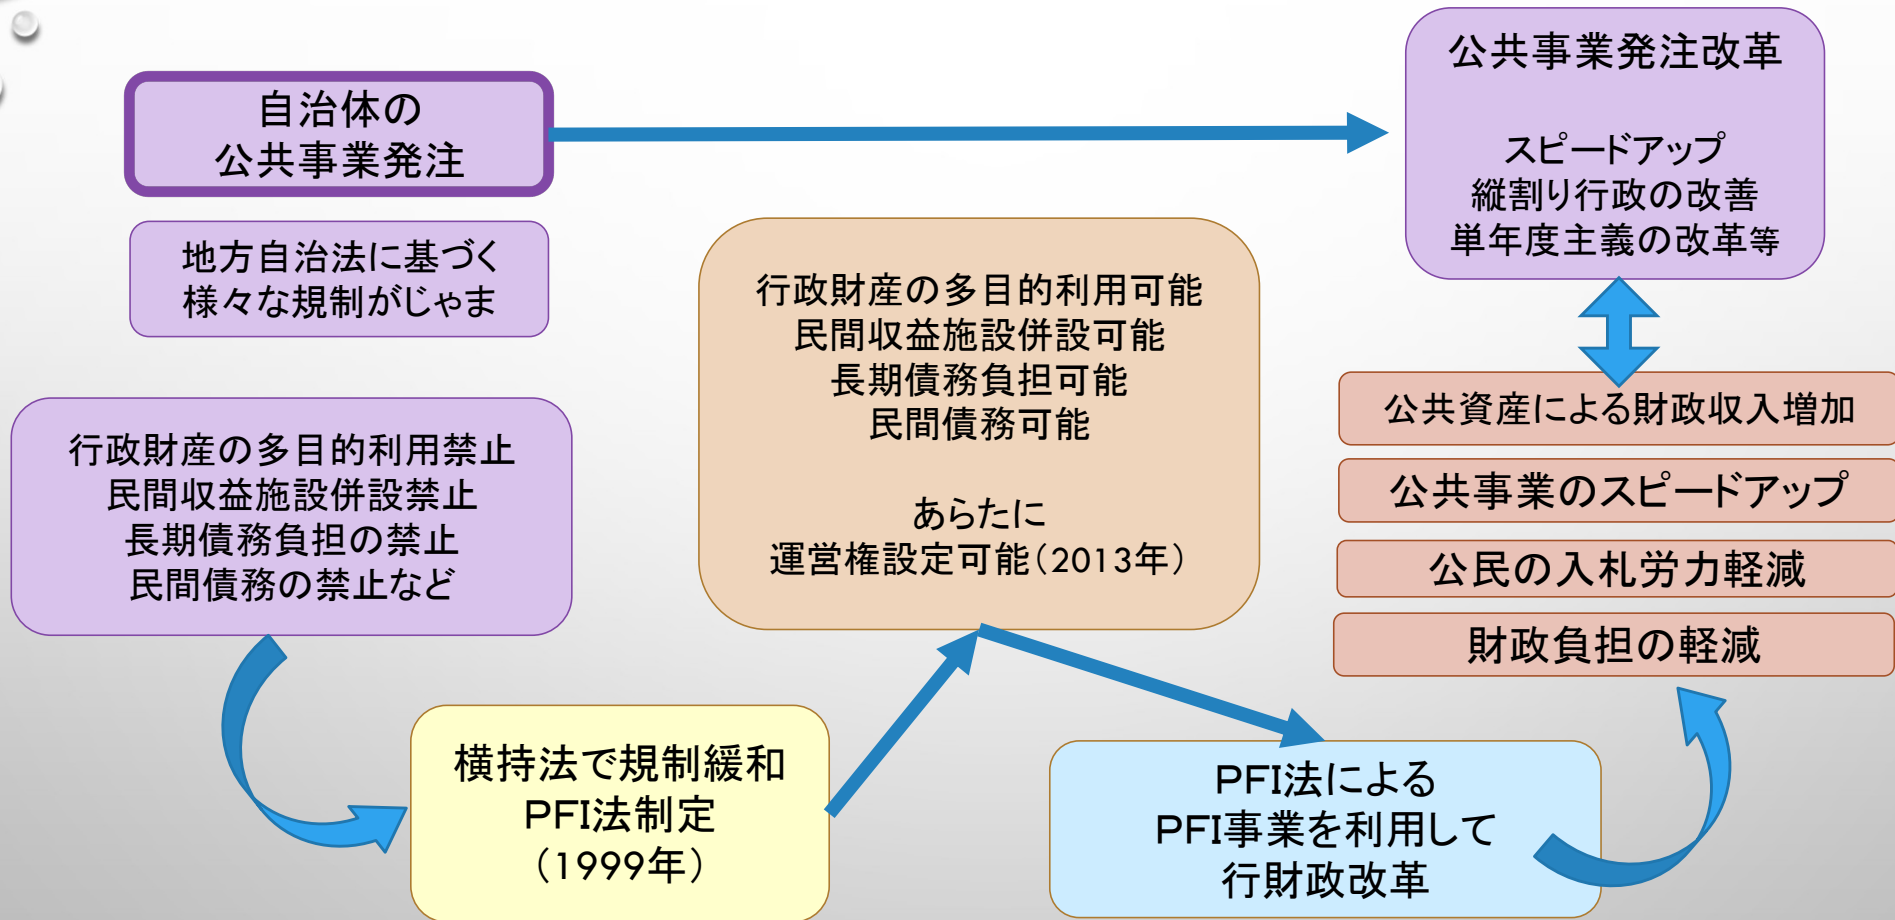 自治体の
公共事業発注
地方自治法に基づく
様々な規制がじゃま
行政財産の多目的利用禁止
民間収益施設併設禁止
長期債務負担の禁止
民間債務の禁止など
横持法で規制緩和
PFI法制定
(1999年)
行政財産の多目的利用可能
民間収益施設併設可能
長期債務負担可能
民間債務可能
あらたに
運営権設定可能(2013年)
PFI法による
PFI事業を利用して
行財政改革
公共事業発注改革
スピードアップ
縦割り行政の改善
単年度主義の改革等
公共資産による財政収入増加
公共事業のスピードアップ
公民の入札労力軽減
財政負担の軽減